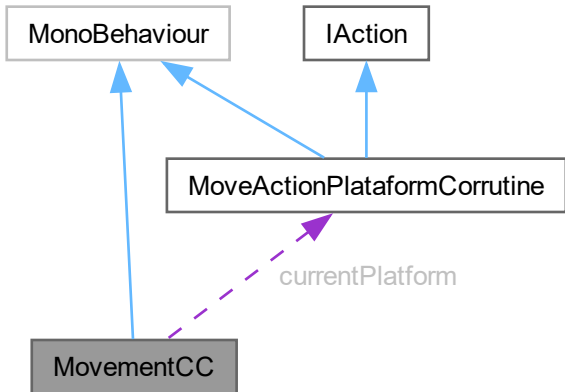 MonoBehaviour
IAction
MoveActionPlataformCorrutine
currentPlatform
MovementCC